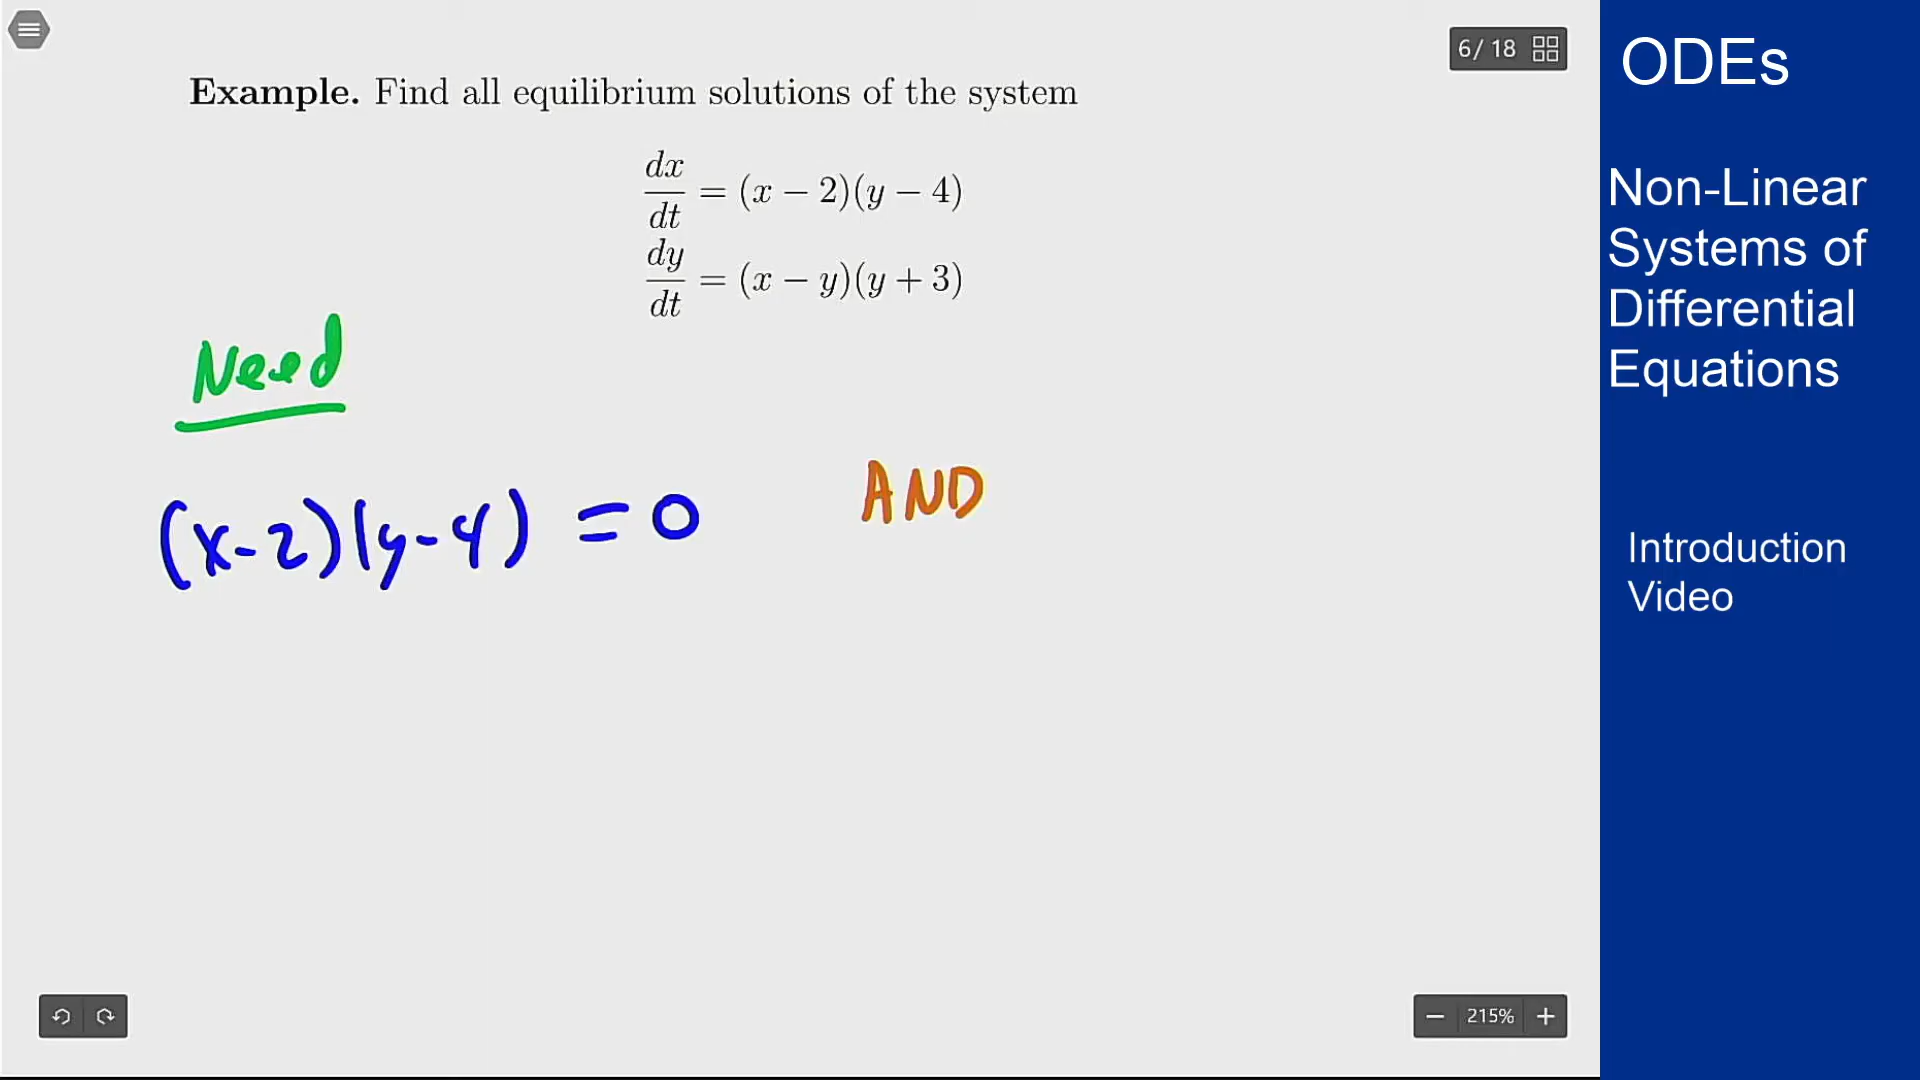 6 / 18
Example. Find all equilibrium solutions of the system
dx/dt = (x − 2)(y − 4)
dy/dt = (x − y)(y + 3)
Need
(x-2)(y-4) = 0
AND
215%
ODEs
Non-Linear
Systems of
Differential
Equations
Introduction
Video